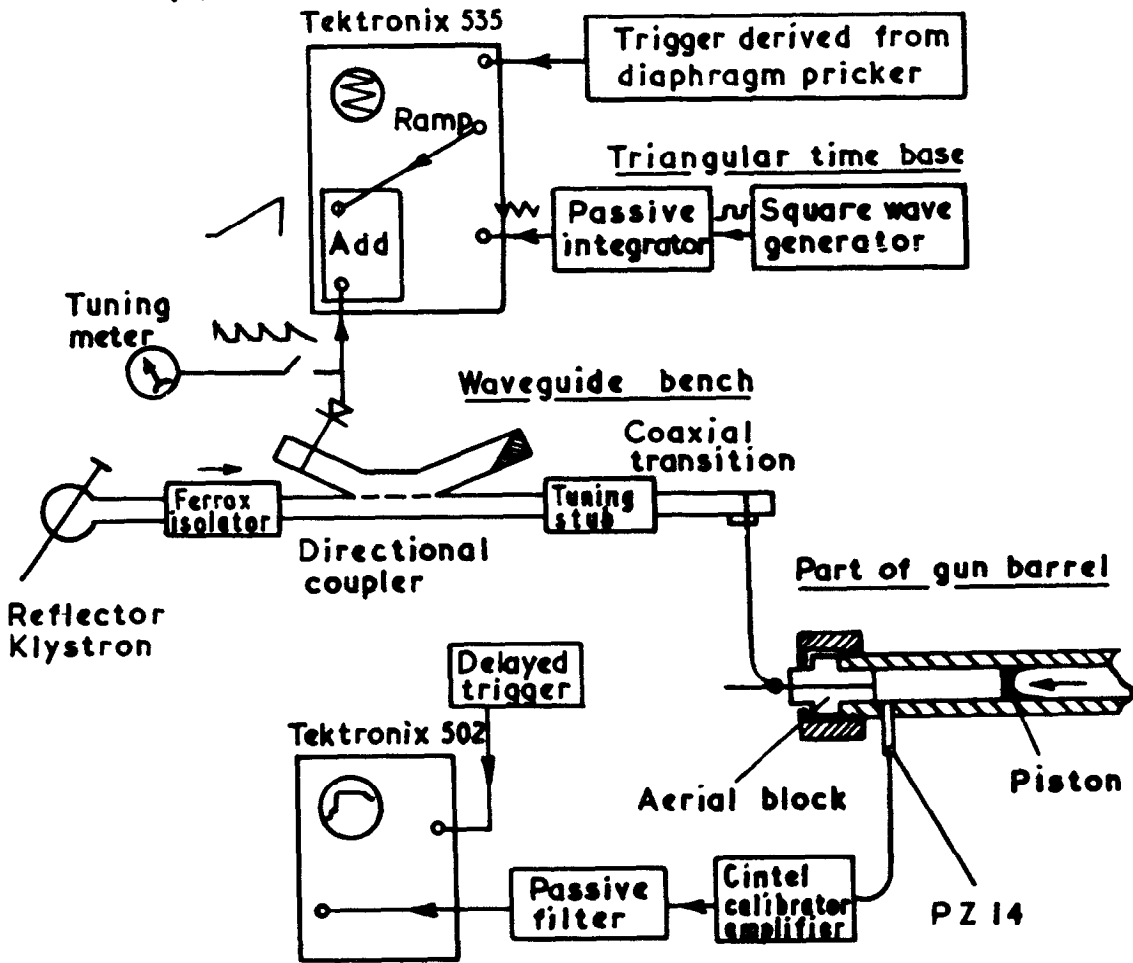 Tektronix 535
Trigger derived from
diaphragm pricker
Ramp
Triangular time base
Add
Passive
integrator
Square wave
generator
Tuning
meter
Waveguide bench
Coaxial
transition
Ferrox
isolator
Tuning
stub
Directional
coupler
Part of gun barrel
Reflector
Klystron
Delayed
trigger
Tektronix 502
Aerial block
Piston
Passive
filter
Cintel
calibrator
amplifier
PZ 14